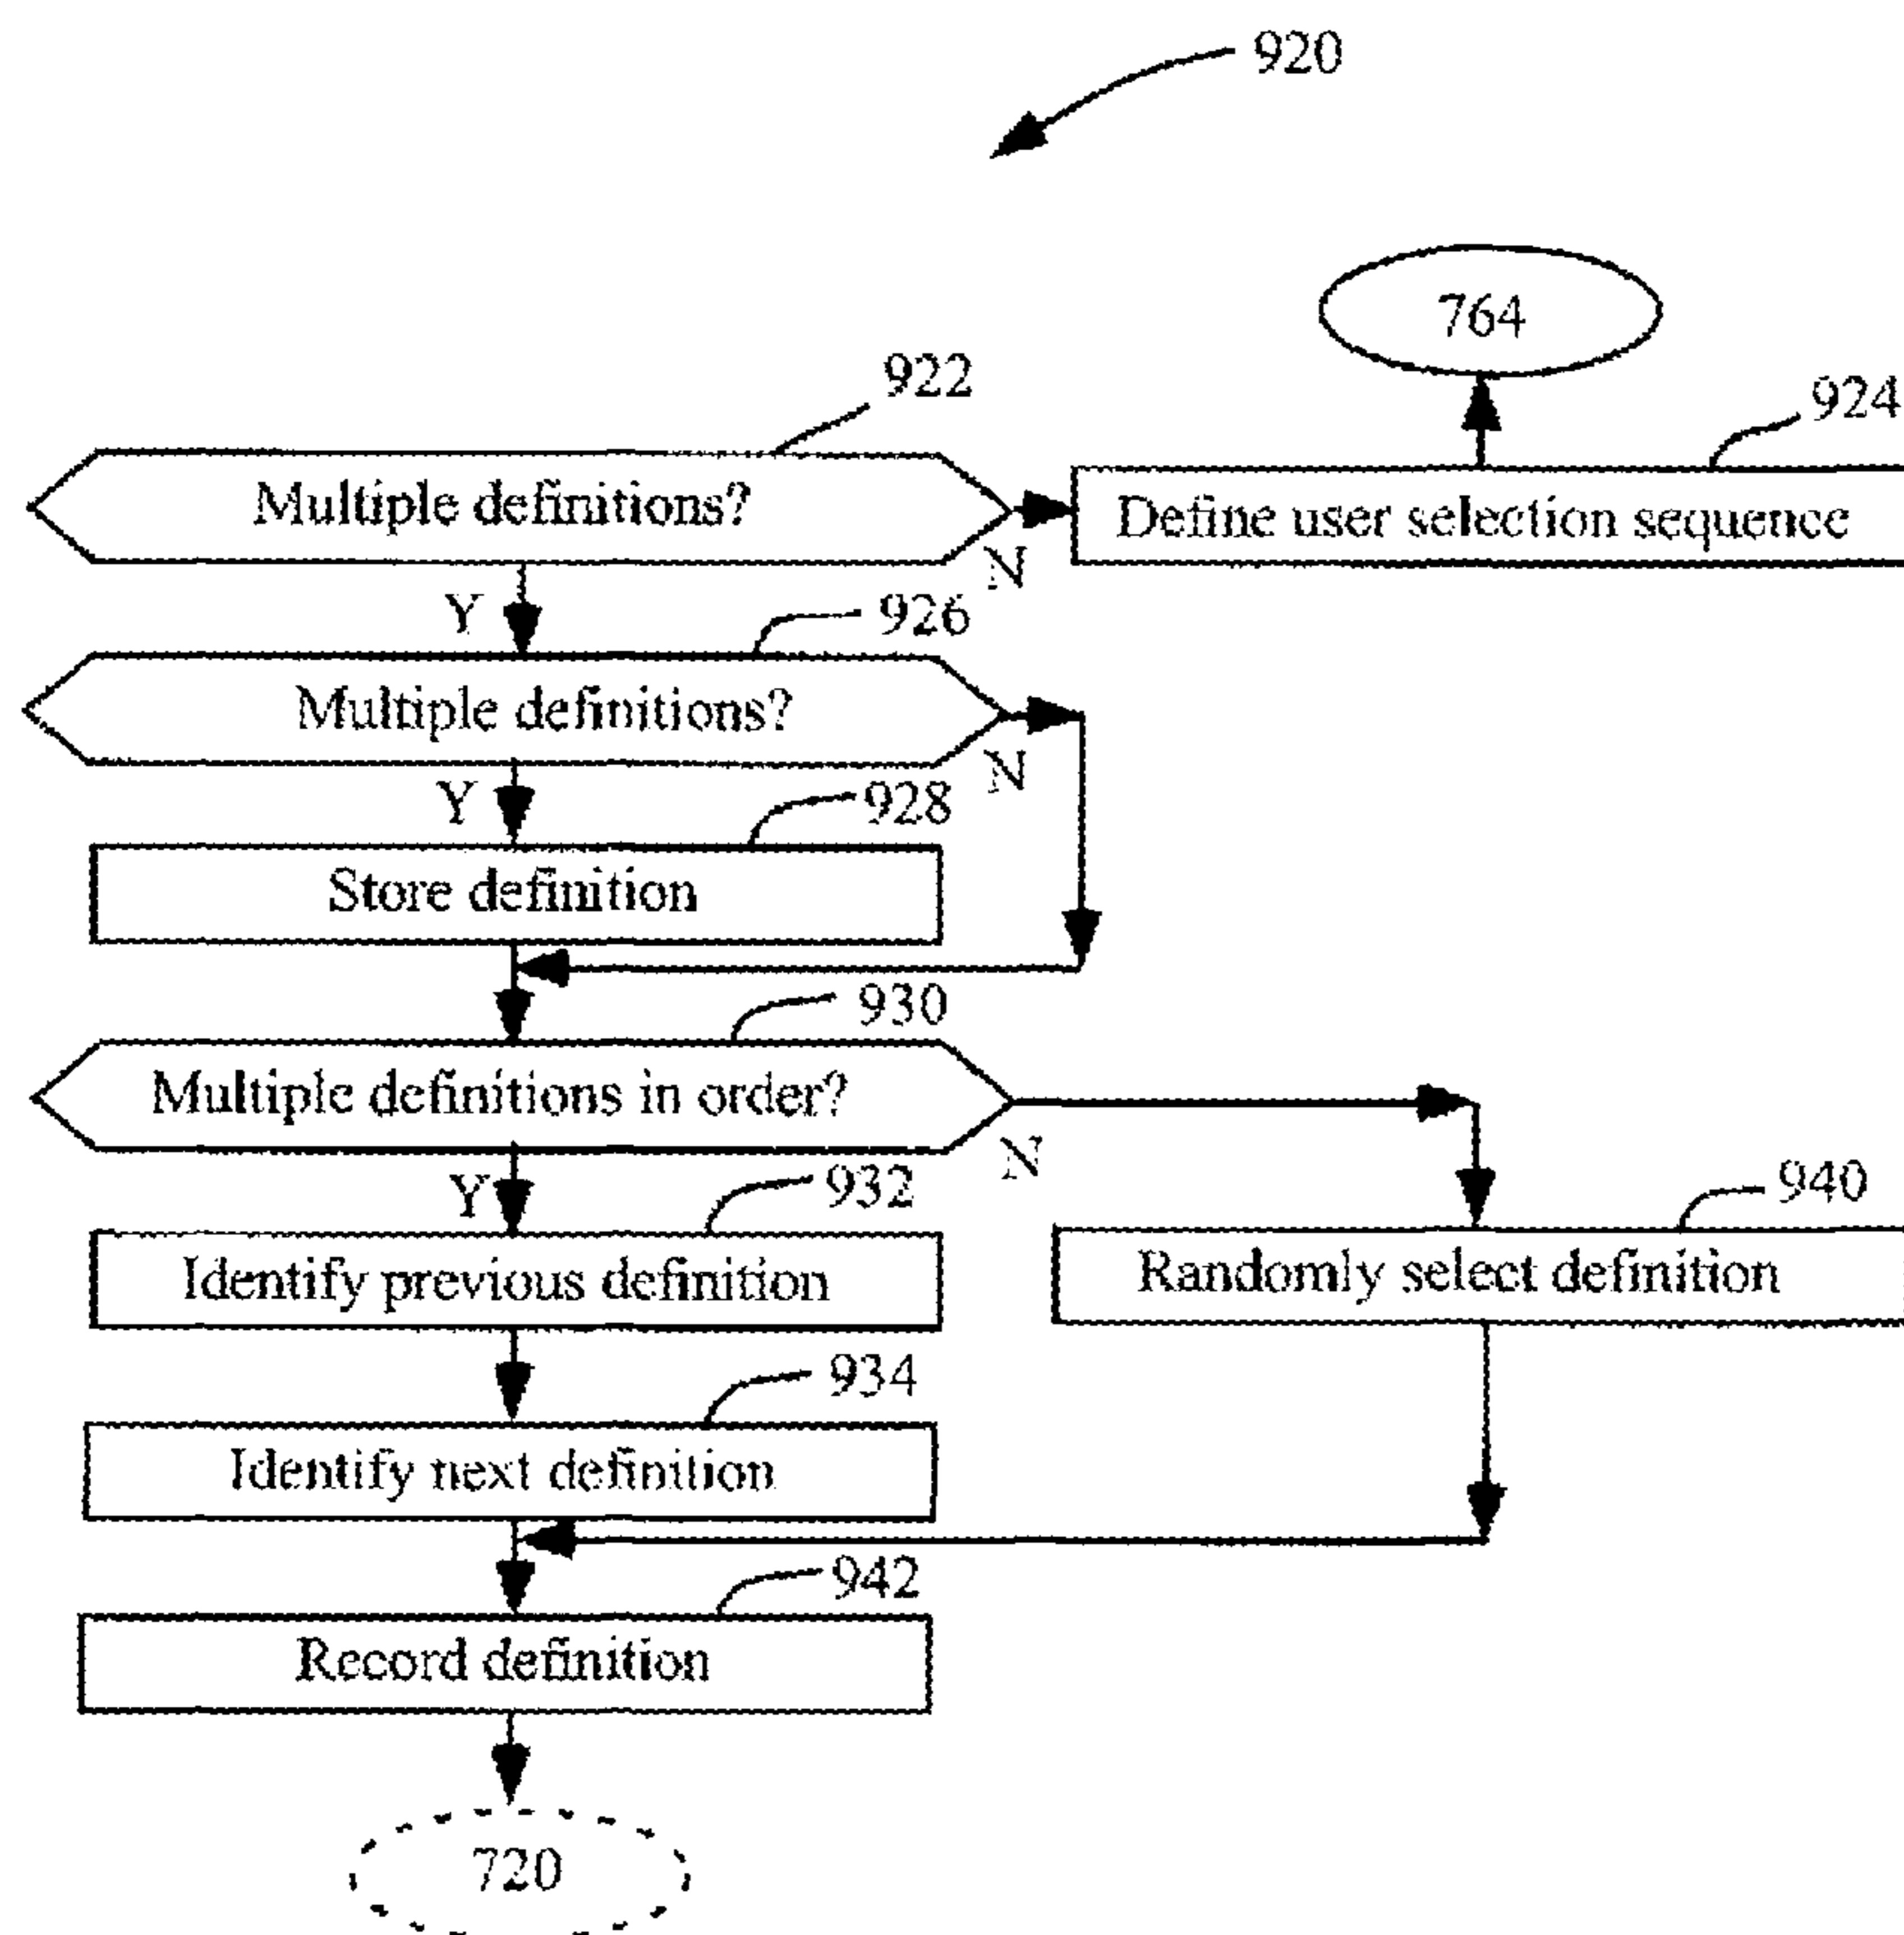 920
764
922
924
Multiple definitions?
Define user selection sequence
N
Y
926
Multiple definitions?
N
Y
928
Store definition
930
Multiple definitions in order?
N
Y
932
940
Identify previous definition
Randomly select definition
934
Identify next definition
942
Record definition
720